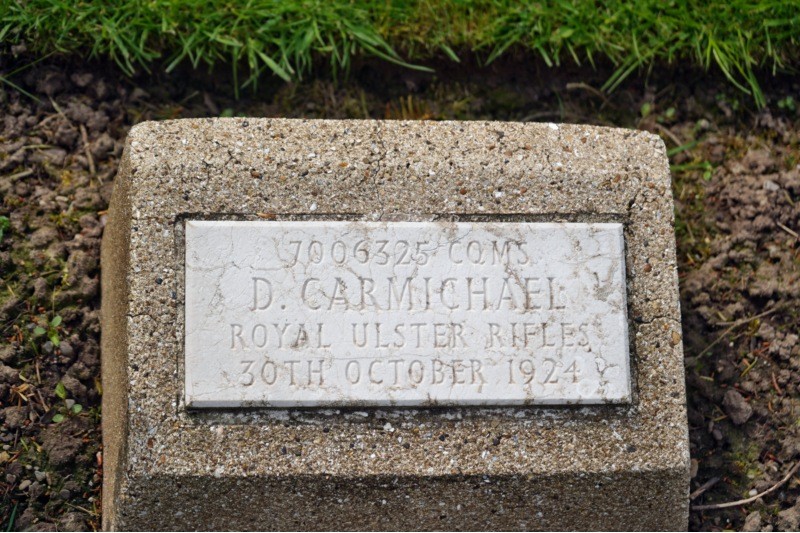 7006325 CQMS
D. CARMICHAEL
ROYAL ULSTER RIFLES
30TH OCTOBER 1924